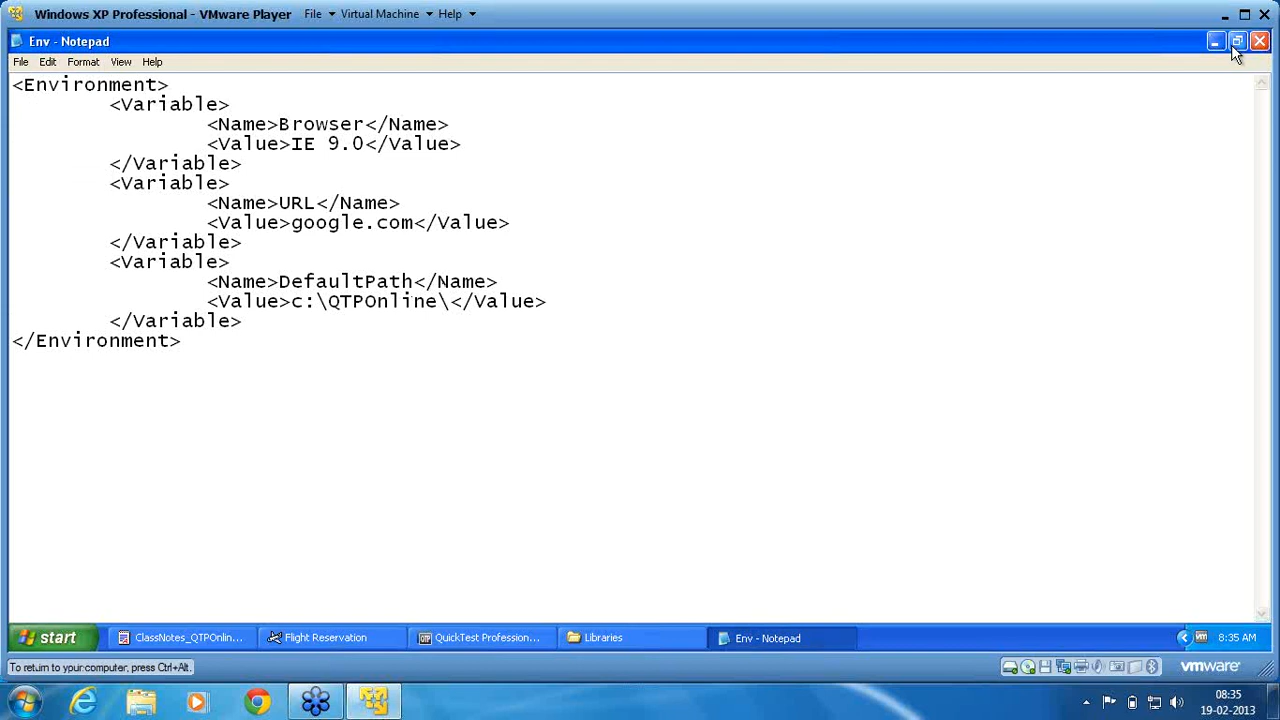 Windows XP Professional - VMware Player File Virtual Machine Help
Env - Notepad
File Edit Format View Help
<Environment>
<Variable>
<Name>Browser</Name>
<Value>IE 9.0</Value>
</Variable>
<Variable>
<Name>URL</Name>
<Value>google.com</Value>
</Variable>
<Variable>
<Name>DefaultPath</Name>
<Value>c:\QTPOnline\</Value>
</Variable>
</Environment>
start ClassNotes_QTPOnlin... Flight Reservation QuickTest Profession... Libraries Env - Notepad 8:35 AM
To return to your computer, press Ctrl+Alt. vmware
08:35
19-02-2013